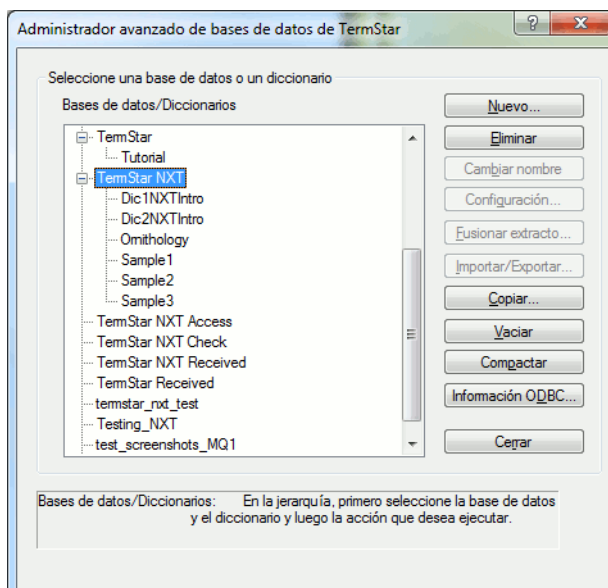 Administrador avanzado de bases de datos de TermStar
Seleccione una base de datos o un diccionario
Bases de datos/Diccionarios
TermStar
Tutorial
TermStar NXT
Dic1NXTIntro
Dic2NXTIntro
Ornithology
Sample1
Sample2
Sample3
TermStar NXT Access
TermStar NXT Check
TermStar NXT Received
TermStar Received
termstar_nxt_test
Testing_NXT
test_screenshots_MQ1
Nuevo...
Eliminar
Cambiar nombre
Configuración...
Fusionar extracto...
Importar/Exportar...
Copiar...
Vaciar
Compactar
Información ODBC...
Cerrar
Bases de datos/Diccionarios: En la jerarquía, primero seleccione la base de datos
y el diccionario y luego la acción que desea ejecutar.